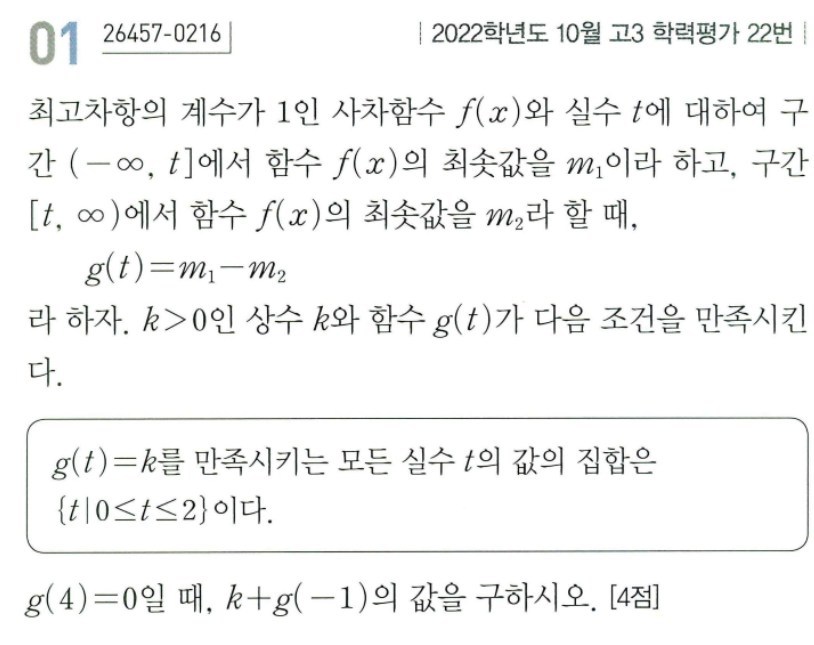 01 26457-0216 | 2022학년도 10월 고3 학력평가 22번 |
최고차항의 계수가 1인 사차함수 f(x)와 실수 t에 대하여 구
간 (-∞, t]에서 함수 f(x)의 최솟값을 m₁이라 하고, 구간
[t, ∞)에서 함수 f(x)의 최솟값을 m₂라 할 때,
g(t)=m₁-m₂
라 하자. k>0인 상수 k와 함수 g(t)가 다음 조건을 만족시킨
다.
g(t)=k를 만족시키는 모든 실수 t의 값의 집합은
{t|0≤t≤2}이다.
g(4)=0일 때, k+g(-1)의 값을 구하시오. [4점]